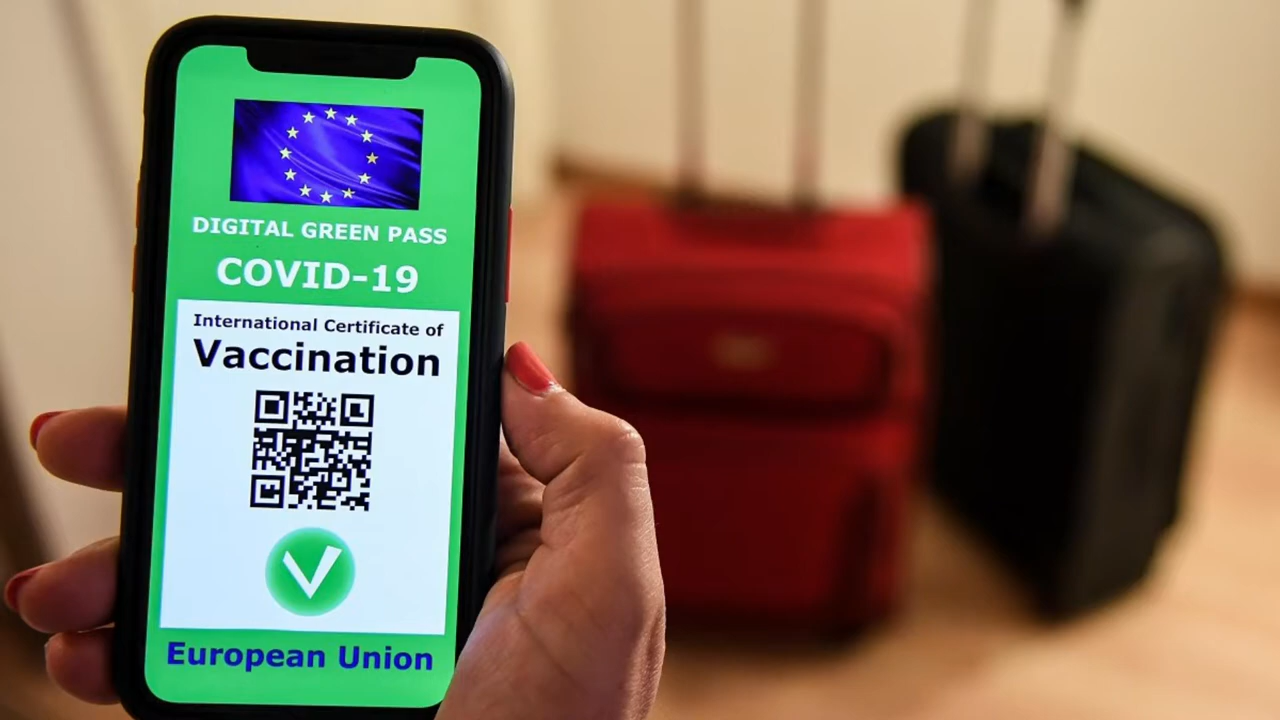 DIGITAL GREEN PASS
COVID-19
International Certificate of
Vaccination
European Union